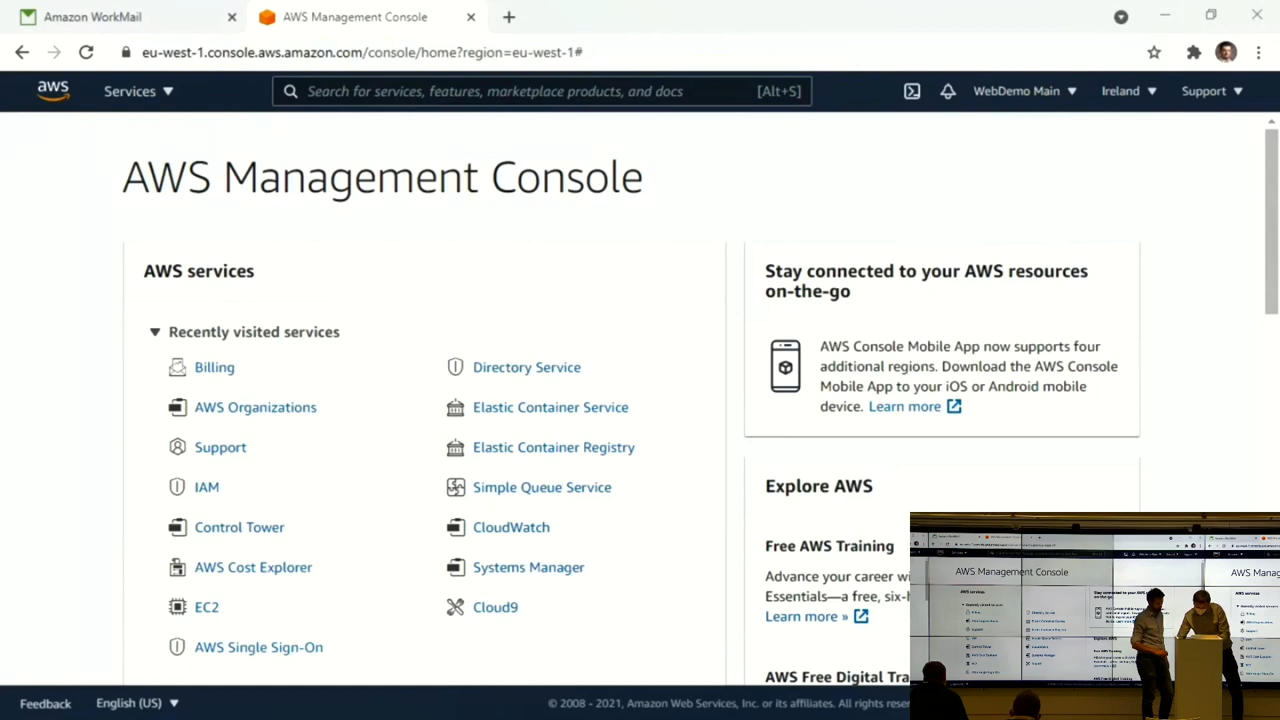 Amazon WorkMail
AWS Management Console
eu-west-1.console.aws.amazon.com/console/home?region=eu-west-1#
aws
Services
Search for services, features, marketplace products, and docs
[Alt+S]
WebDemo Main
Ireland
Support
AWS Management Console
AWS services
Recently visited services
Billing
AWS Organizations
Support
IAM
Control Tower
AWS Cost Explorer
EC2
AWS Single Sign-On
Directory Service
Elastic Container Service
Elastic Container Registry
Simple Queue Service
CloudWatch
Systems Manager
Cloud9
Stay connected to your AWS resources
on-the-go
AWS Console Mobile App now supports four
additional regions. Download the AWS Console
Mobile App to your iOS or Android mobile
device. Learn more
Explore AWS
Free AWS Training
Advance your career wi
Essentials—a free, six-h
Learn more »
AWS Free Digital Tra
Feedback
English (US)
© 2008 - 2021, Amazon Web Services, Inc. or its affiliates.
AWS Management Console
AWS Manag